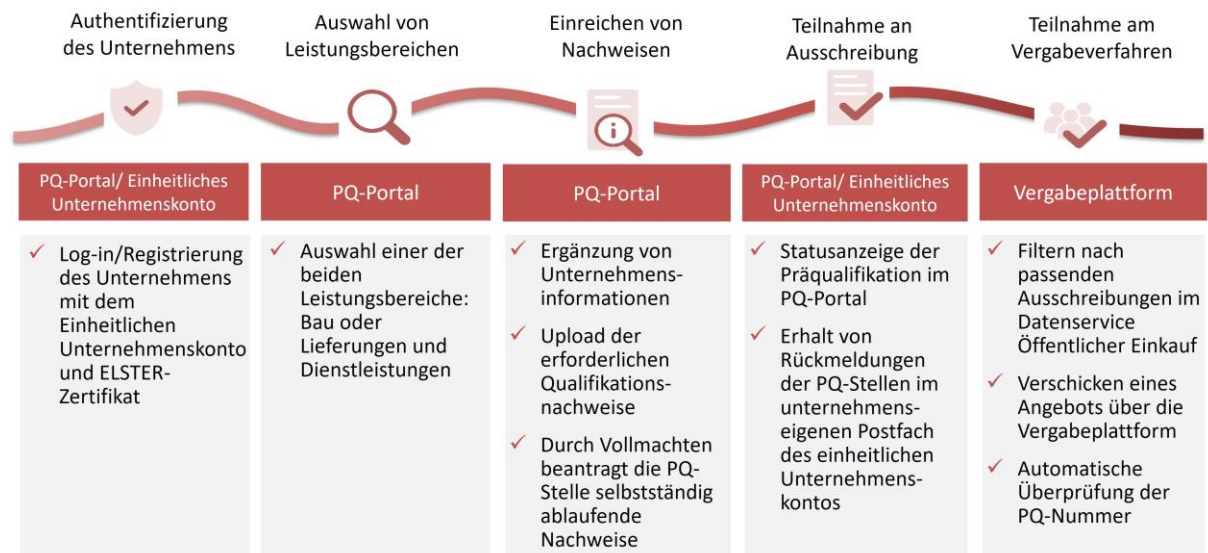 Authentifizierung
des Unternehmens
Auswahl von
Leistungsbereichen
Einreichen von
Nachweisen
Teilnahme an
Ausschreibung
Teilnahme am
Vergabeverfahren
PQ-Portal/ Einheitliches
Unternehmenskonto
PQ-Portal
PQ-Portal
PQ-Portal/ Einheitliches
Unternehmenskonto
Vergabeplattform
Log-in/Registrierung
des Unternehmens
mit dem
Einheitlichen
Unternehmenskonto
und ELSTER-
Zertifikat
Auswahl einer der
beiden
Leistungsbereiche:
Bau oder
Lieferungen und
Dienstleistungen
Ergänzung von
Unternehmens-
informationen
Upload der
erforderlichen
Qualifikations-
nachweise
Durch Vollmachten
beantragt die PQ-
Stelle selbstständig
ablaufende
Nachweise
Statusanzeige der
Präqualifikation im
PQ-Portal
Erhalt von
Rückmeldungen
der PQ-Stellen im
unternehmens-
eigenen Postfach
des einheitlichen
Unternehmens-
kontos
Filtern nach
passenden
Ausschreibungen im
Datenservice
Öffentlicher Einkauf
Verschicken eines
Angebots über die
Vergabeplattform
Automatische
Überprüfung der
PQ-Nummer